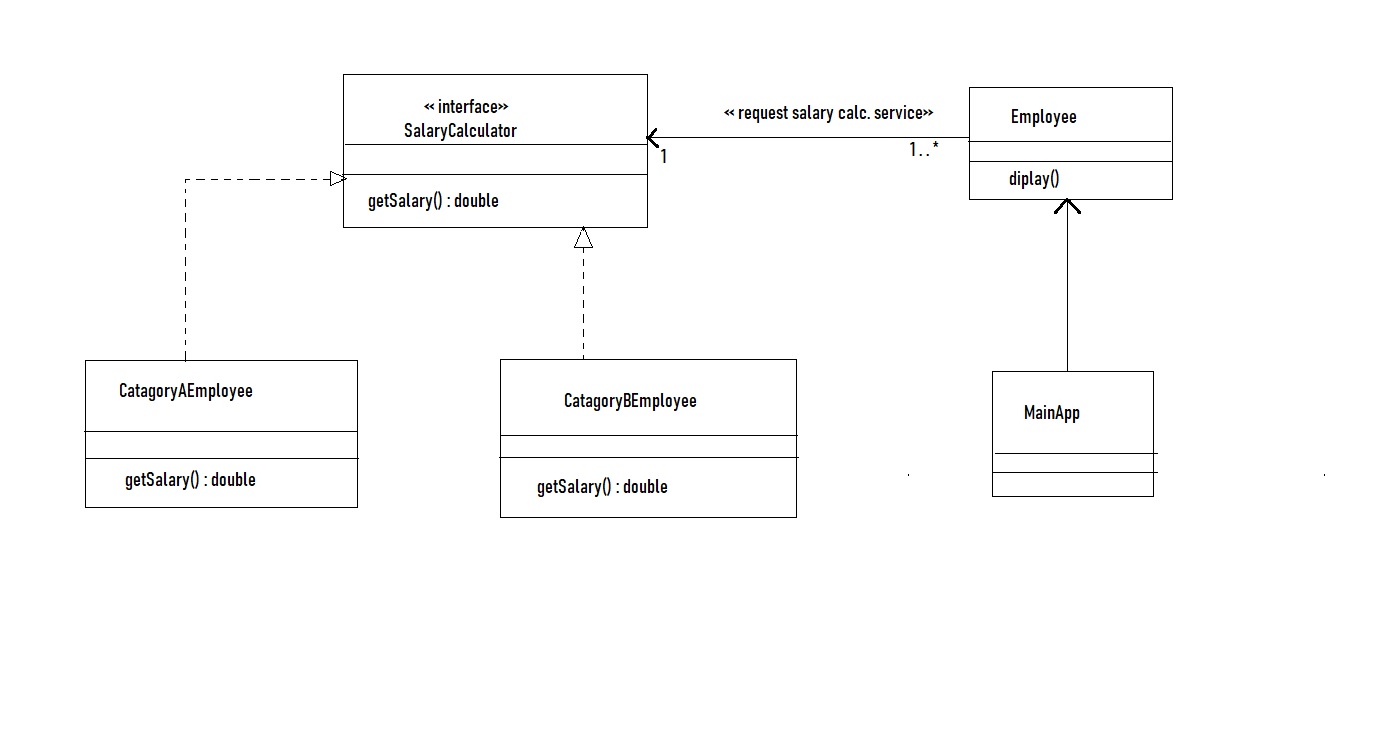 << interface>>
SalaryCalculator
getSalary() : double
<< request salary calc. service>>
1
1..*
Employee
diplay()
CatagoryAEmployee
getSalary() : double
CatagoryBEmployee
getSalary() : double
MainApp